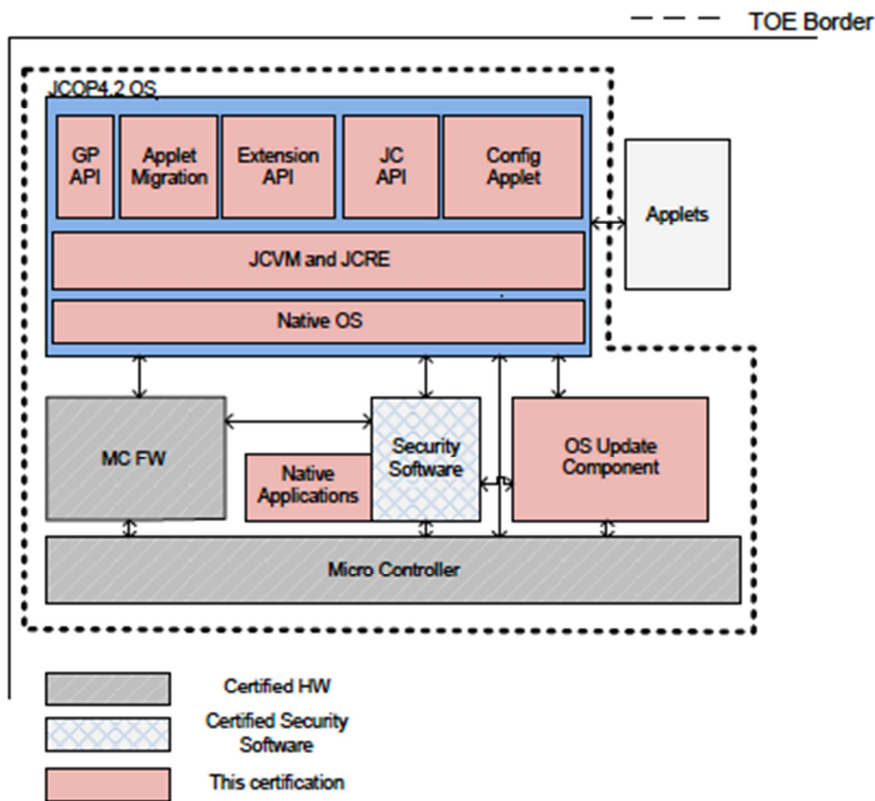 TOE Border
JCOP4.2 OS
GP
API
Applet
Migration
Extension
API
JC
API
Config
Applet
Applets
JCVM and JCRE
Native OS
MC FW
Native
Applications
Security
Software
OS Update
Component
Micro Controller
Certified HW
Certified Security
Software
This certification